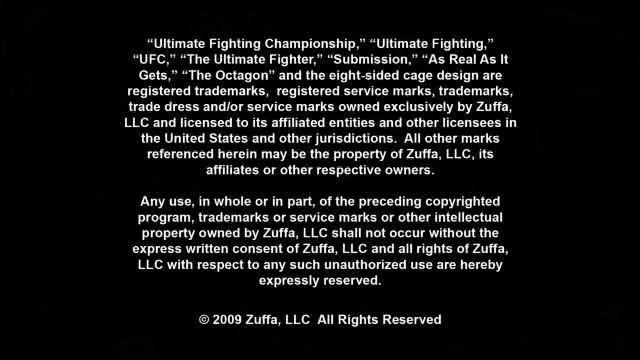 “Ultimate Fighting Championship,” “Ultimate Fighting,”
“UFC,” “The Ultimate Fighter,” “Submission,” “As Real As It
Gets,” “The Octagon” and the eight-sided cage design are
registered trademarks,  registered service marks, trademarks,
trade dress and/or service marks owned exclusively by Zuffa,
LLC and licensed to its affiliated entities and other licensees in
the United States and other jurisdictions.  All other marks
referenced herein may be the property of Zuffa, LLC, its
affiliates or other respective owners.
Any use, in whole or in part, of the preceding copyrighted
program, trademarks or service marks or other intellectual
property owned by Zuffa, LLC shall not occur without the
express written consent of Zuffa, LLC and all rights of Zuffa,
LLC with respect to any such unauthorized use are hereby
expressly reserved.
© 2009 Zuffa, LLC  All Rights Reserved